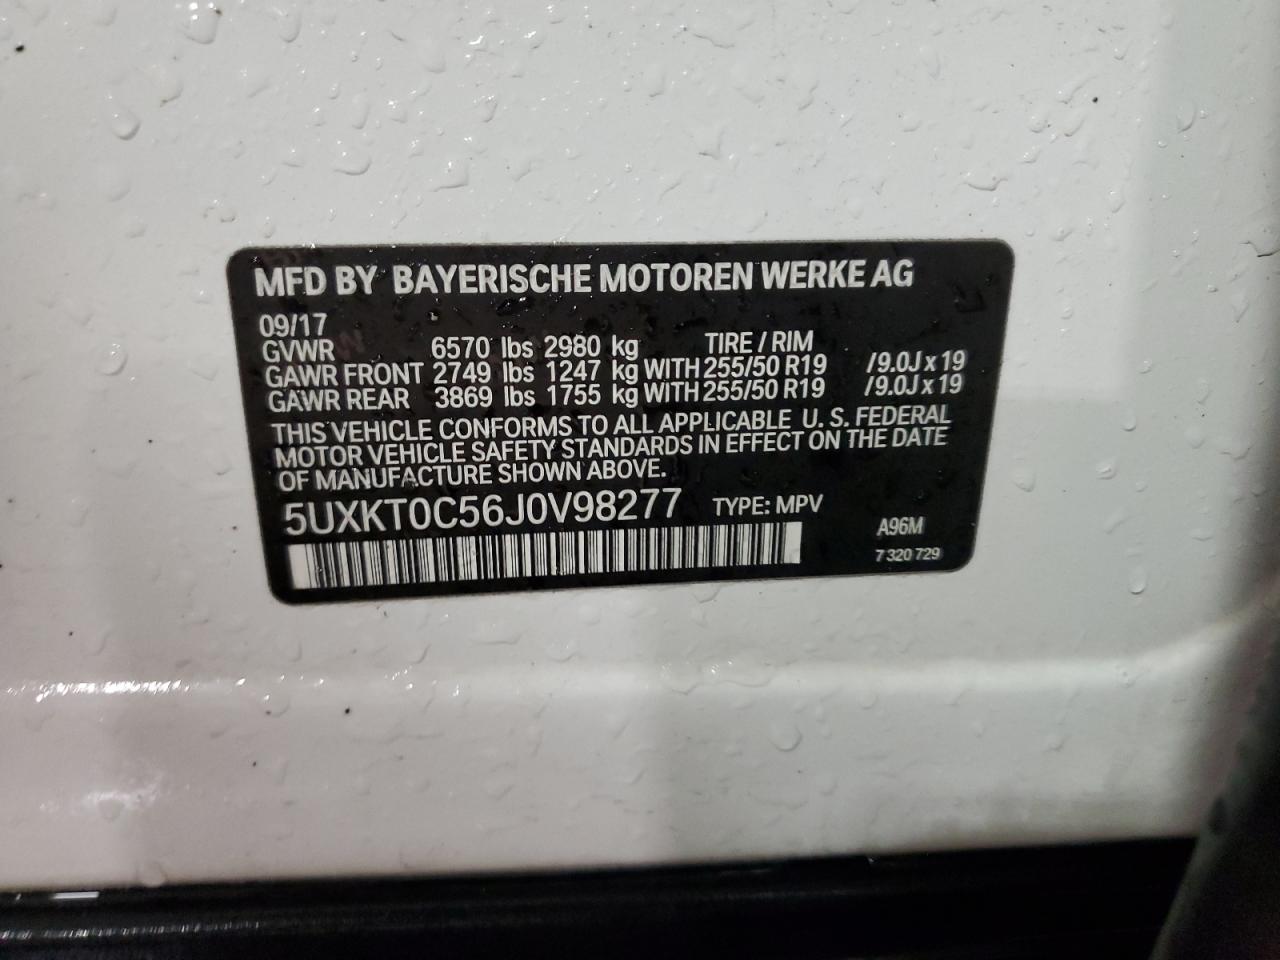 MFD BY BAYERISCHE MOTOREN WERKE AG
09/17
GVWR 6570 lbs 2980 kg TIRE / RIM
GAWR FRONT 2749 lbs 1247 kg WITH 255/50 R19 /9.0J x 19
GAWR REAR 3869 lbs 1755 kg WITH 255/50 R19 /9.0J x 19
THIS VEHICLE CONFORMS TO ALL APPLICABLE U. S. FEDERAL
MOTOR VEHICLE SAFETY STANDARDS IN EFFECT ON THE DATE
OF MANUFACTURE SHOWN ABOVE.
5UXKT0C56J0V98277 TYPE: MPV
A96M
7 320 729